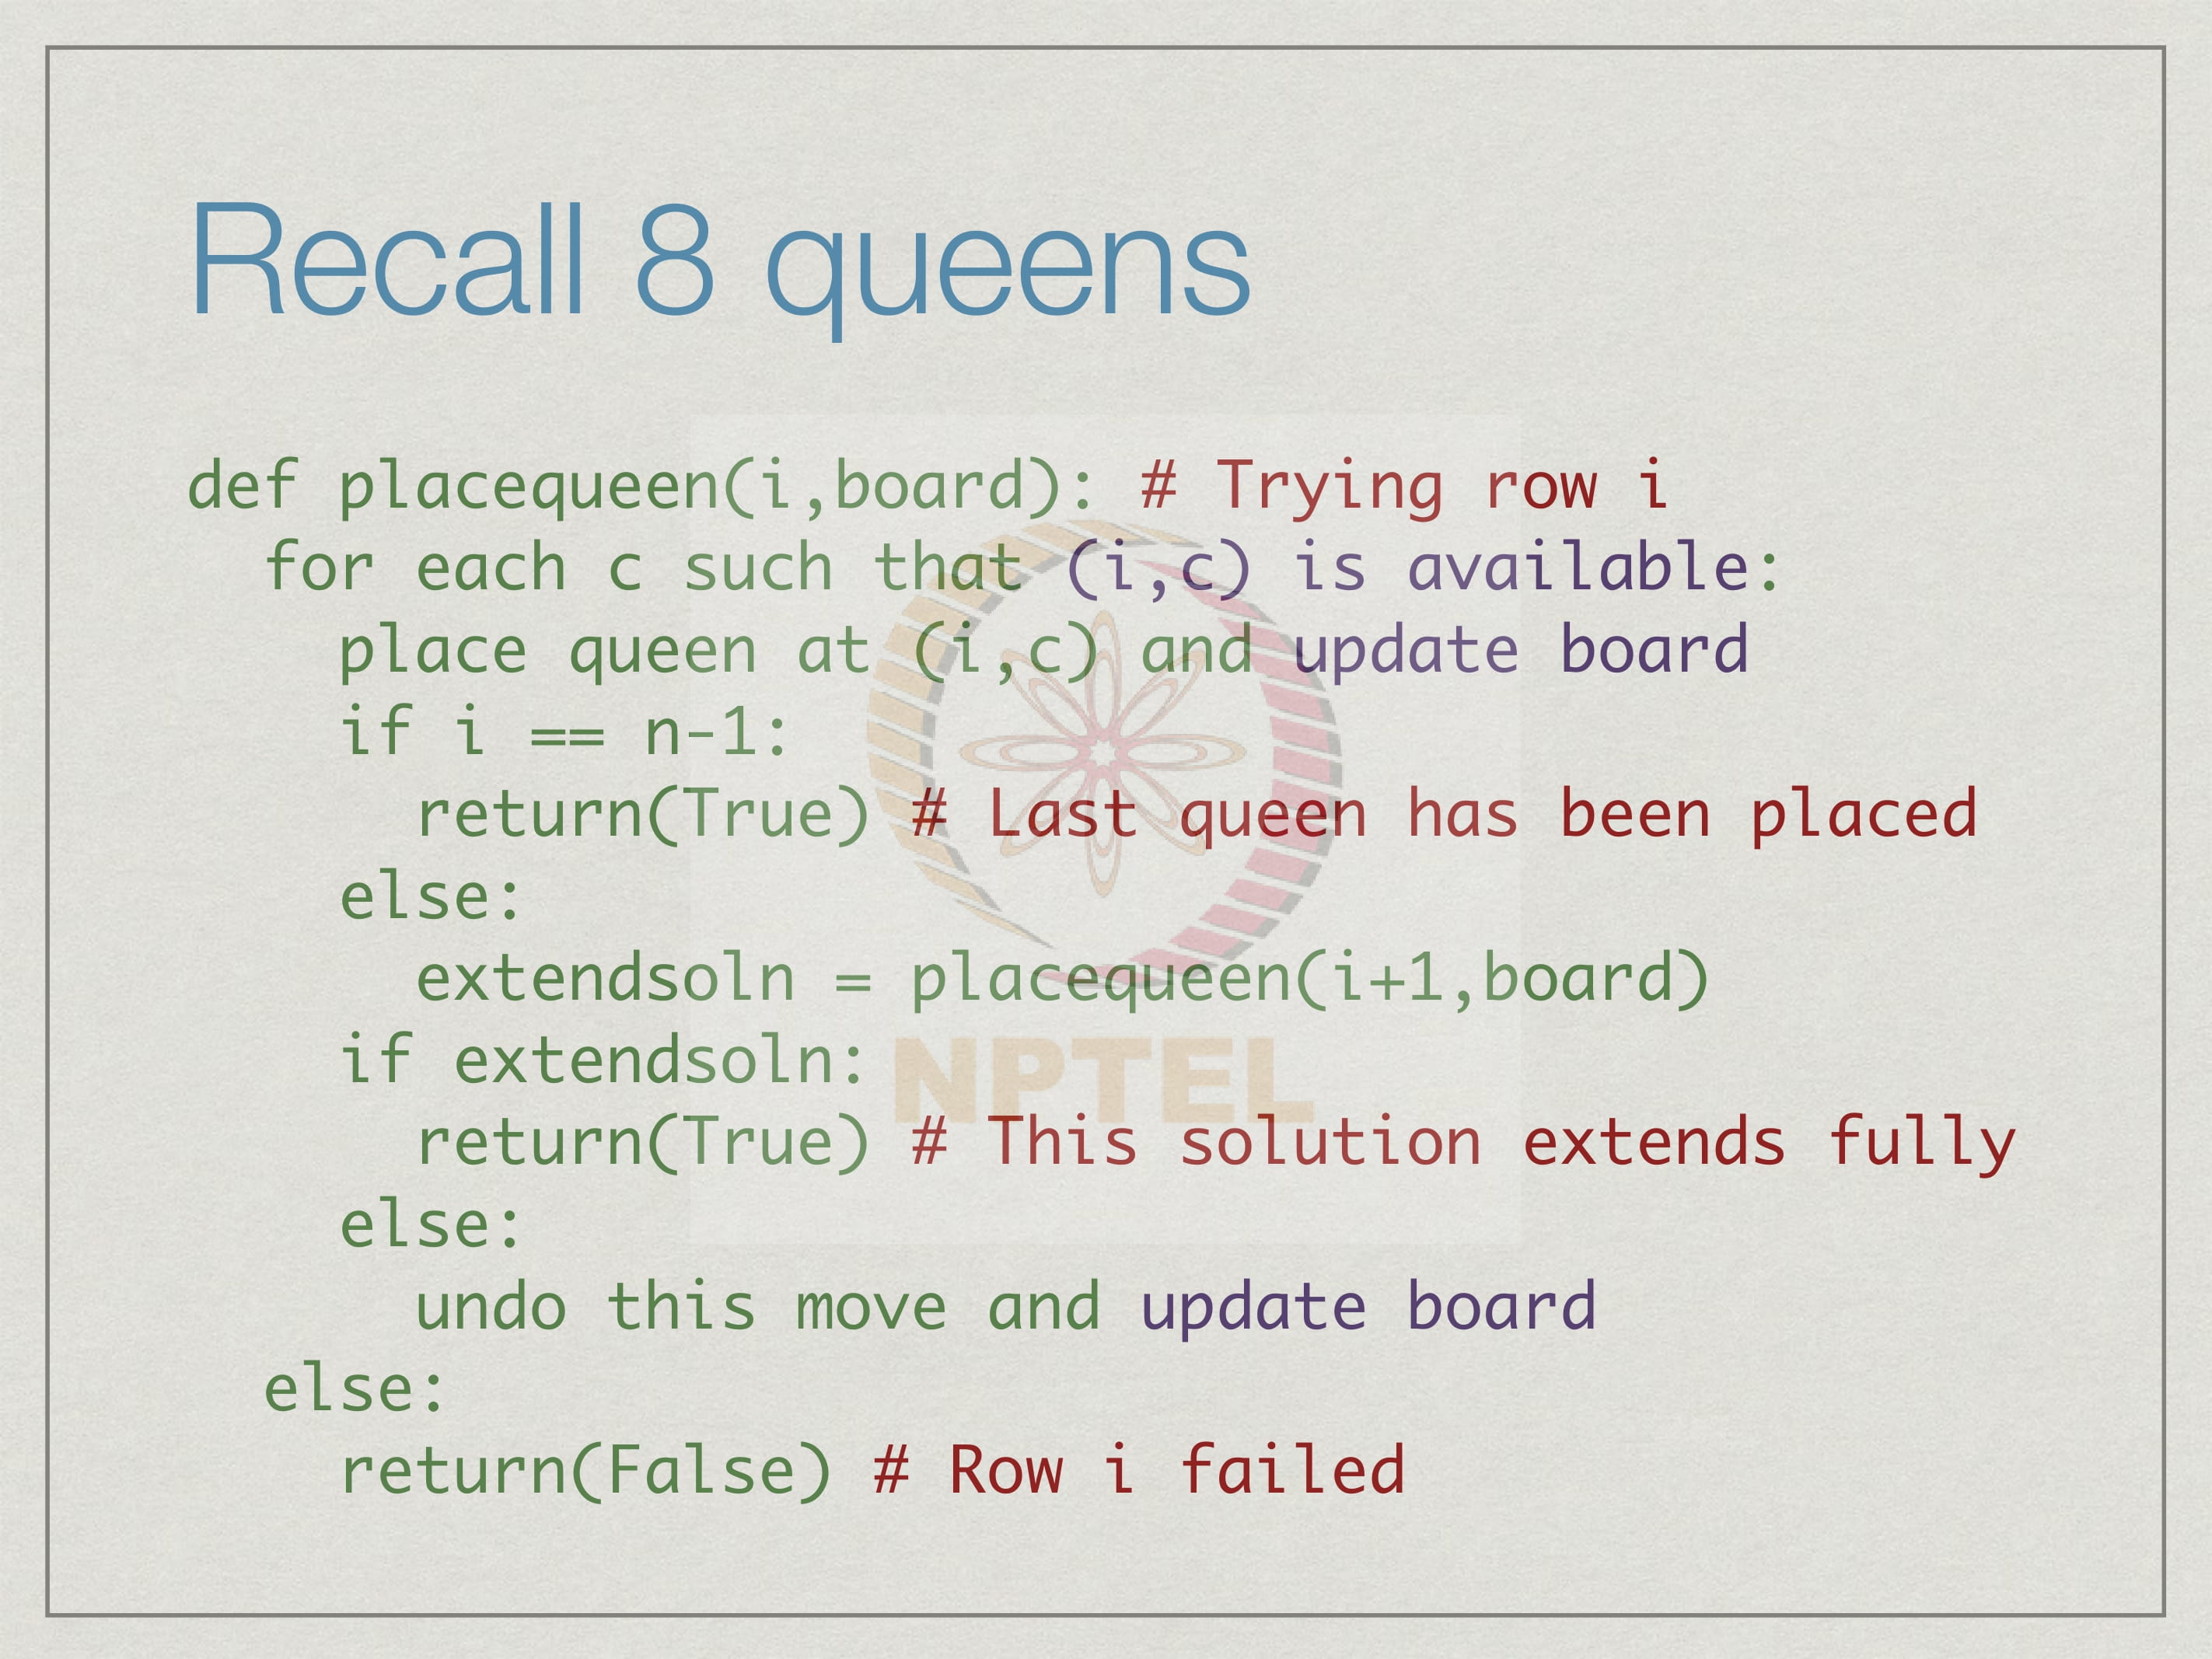 Recall 8 queens
def placequeen(i,board): # Trying row i
  for each c such that (i,c) is available:
    place queen at (i,c) and update board
    if i == n-1:
      return(True) # Last queen has been placed
    else:
      extendsoln = placequeen(i+1,board)
    if extendsoln:
      return(True) # This solution extends fully
    else:
      undo this move and update board
  else:
    return(False) # Row i failed
NPTEL